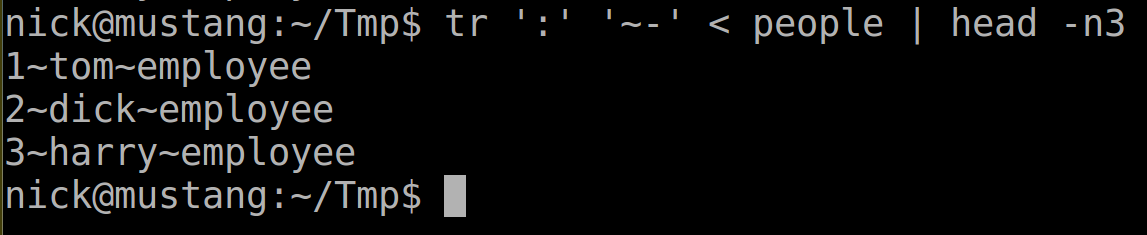 nick@mustang:~/Tmp$ tr ':' '~-' < people | head -n3
1~tom~employee
2~dick~employee
3~harry~employee
nick@mustang:~/Tmp$